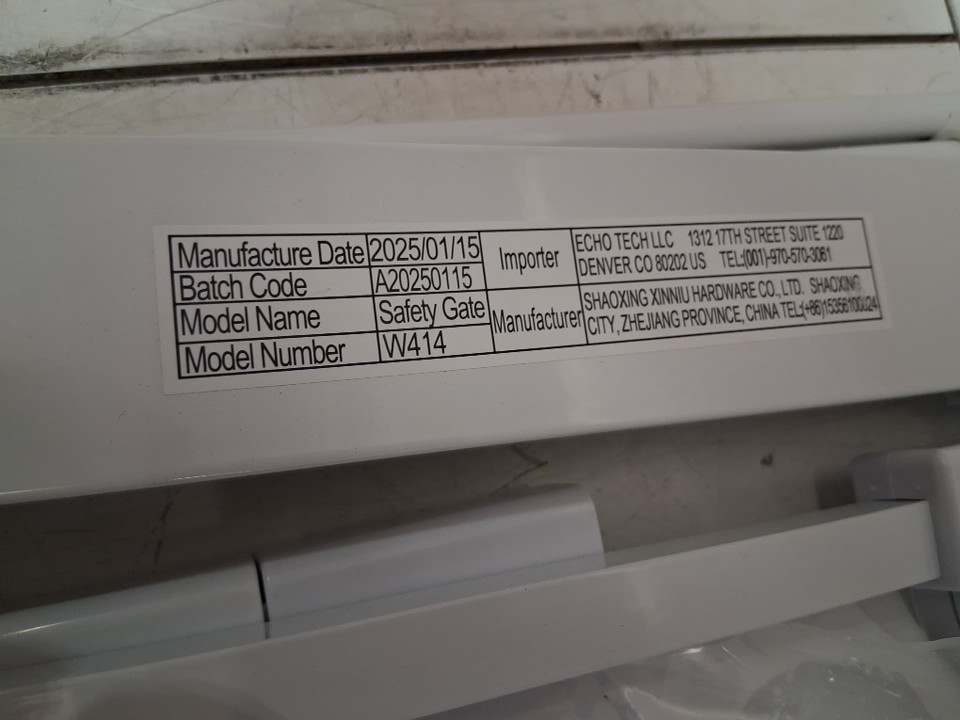 Manufacture Date 2025/01/15
Batch Code A20250115
Model Name Safety Gate
Model Number W414
Importer
ECHO TECH LLC 1312 17TH STREET SUITE 1220
DENVER CO 80202 US TEL:(001)-970-570-3061
Manufacturer
SHAOXING XINNIU HARDWARE CO., LTD. SHAOXING
CITY, ZHEJIANG PROVINCE, CHINA